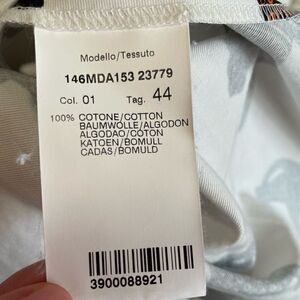 Modello/Tessuto
146MDA153 23779
Col. 01 Tag. 44
100% COTONE/COTTON
BAUMWOLLE/ALGODON
ALGODAO/COTON
KATOEN/BOMULL
CADAS/BOMULD
3900088921